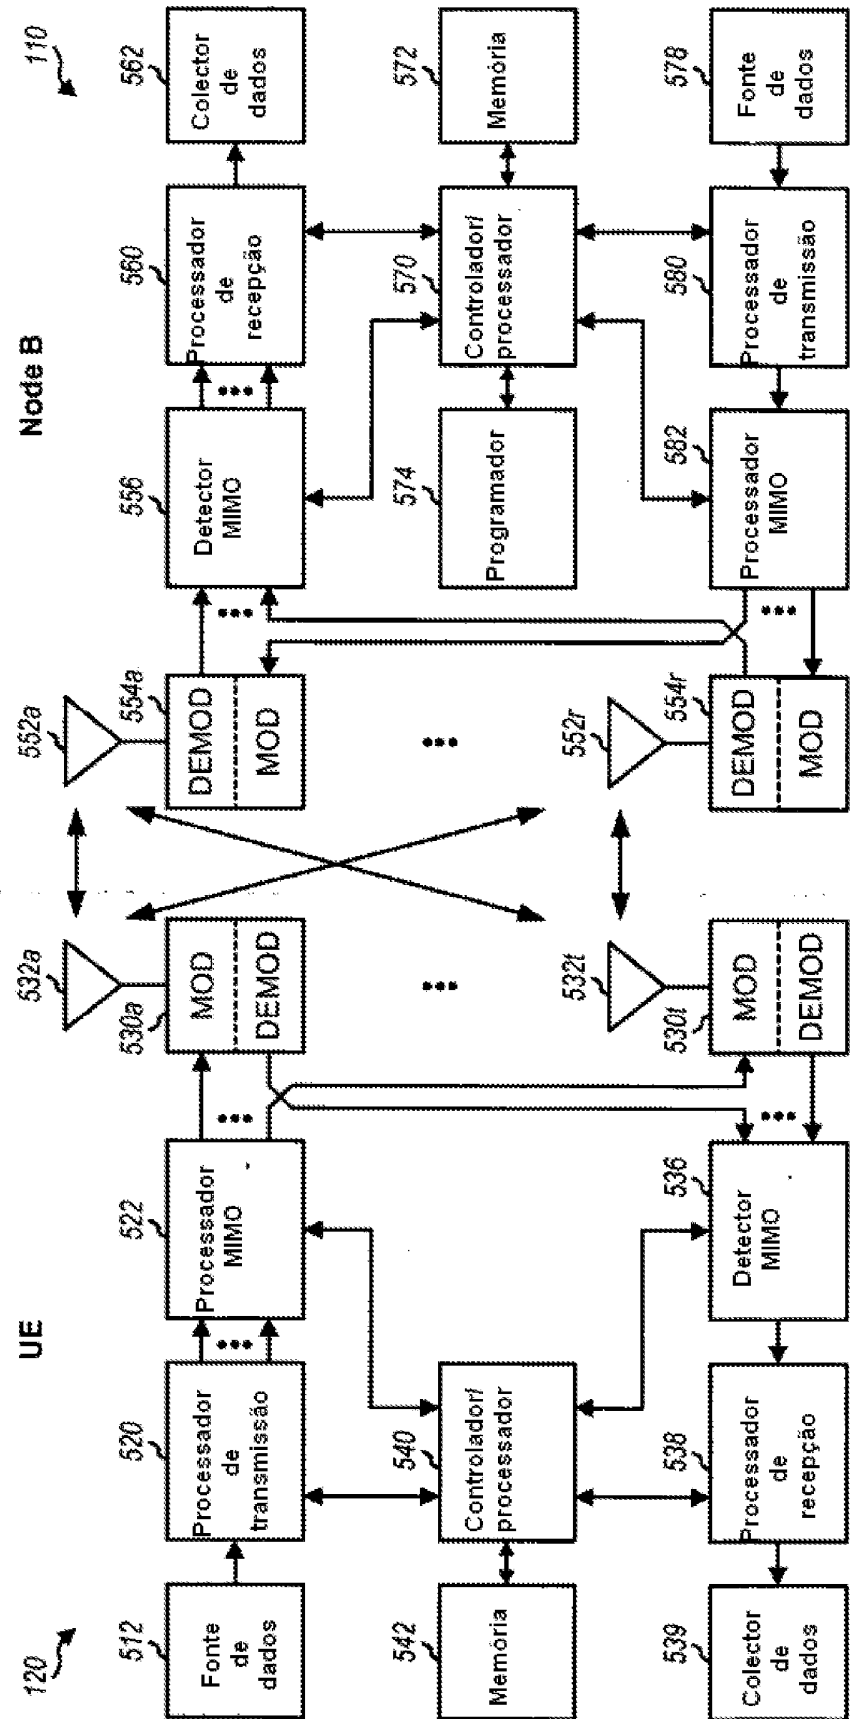 120
UE
Node B
110
512
Fonte
de
dados
520
Processador
de
transmissão
522
Processador
MIMO
530a
MOD
DEMOD
532a
552a
554a
DEMOD
MOD
556
Detector
MIMO
560
Processador
de
recepção
562
Colector
de
dados
542
Memória
540
Controlador/
processador
574
Programador
570
Controlador/
processador
572
Memória
539
Colector
de
dados
538
Processador
de
recepção
536
Detector
MIMO
530t
MOD
DEMOD
532t
552r
554r
DEMOD
MOD
582
Processador
MIMO
580
Processador
de
transmissão
578
Fonte
de
dados